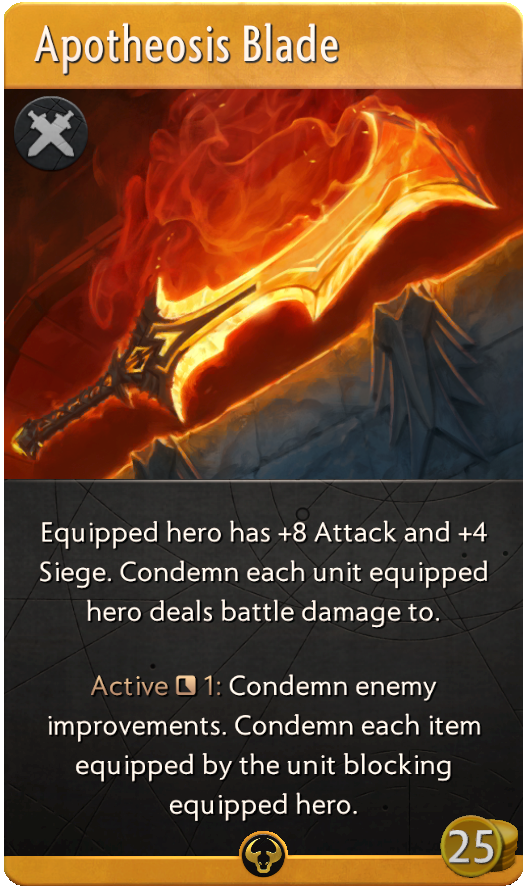 Apotheosis Blade
Equipped hero has +8 Attack and +4
Siege. Condemn each unit equipped
hero deals battle damage to.
Active 1: Condemn enemy
improvements. Condemn each item
equipped by the unit blocking
equipped hero.
25